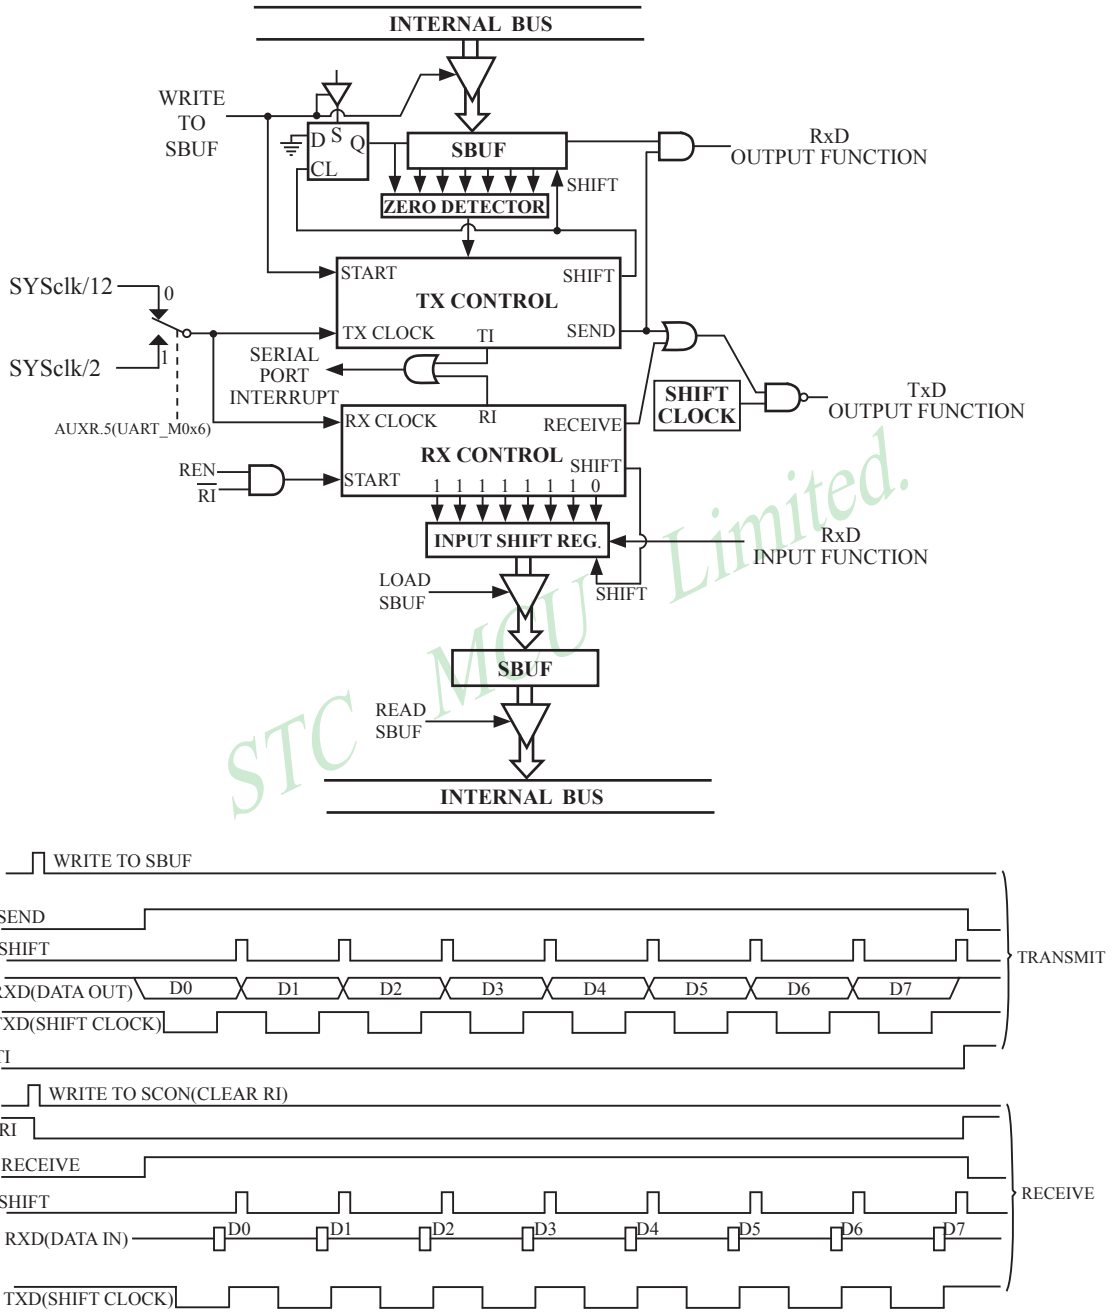 INTERNAL BUS
WRITE
TO
SBUF
D S Q
CL
SBUF
RxD
OUTPUT FUNCTION
SHIFT
ZERO DETECTOR
START
SHIFT
TX CONTROL
SYSclk/12
0
TX CLOCK
TI
SEND
SYSclk/2
1
SERIAL
PORT
INTERRUPT
SHIFT
CLOCK
TxD
OUTPUT FUNCTION
AUXR.5(UART_M0x6)
RX CLOCK
RI
RECEIVE
RX CONTROL
SHIFT
REN
RI
START
1 1 1 1 1 1 1 0
INPUT SHIFT REG.
RxD
INPUT FUNCTION
LOAD
SBUF
SHIFT
SBUF
READ
SBUF
INTERNAL BUS
STC MCU Limited.
WRITE TO SBUF
SEND
SHIFT
TRANSMIT
RXD(DATA OUT) D0 D1 D2 D3 D4 D5 D6 D7
TXD(SHIFT CLOCK)
TI
WRITE TO SCON(CLEAR RI)
RI
RECEIVE
SHIFT
RECEIVE
RXD(DATA IN) D0 D1 D2 D3 D4 D5 D6 D7
TXD(SHIFT CLOCK)